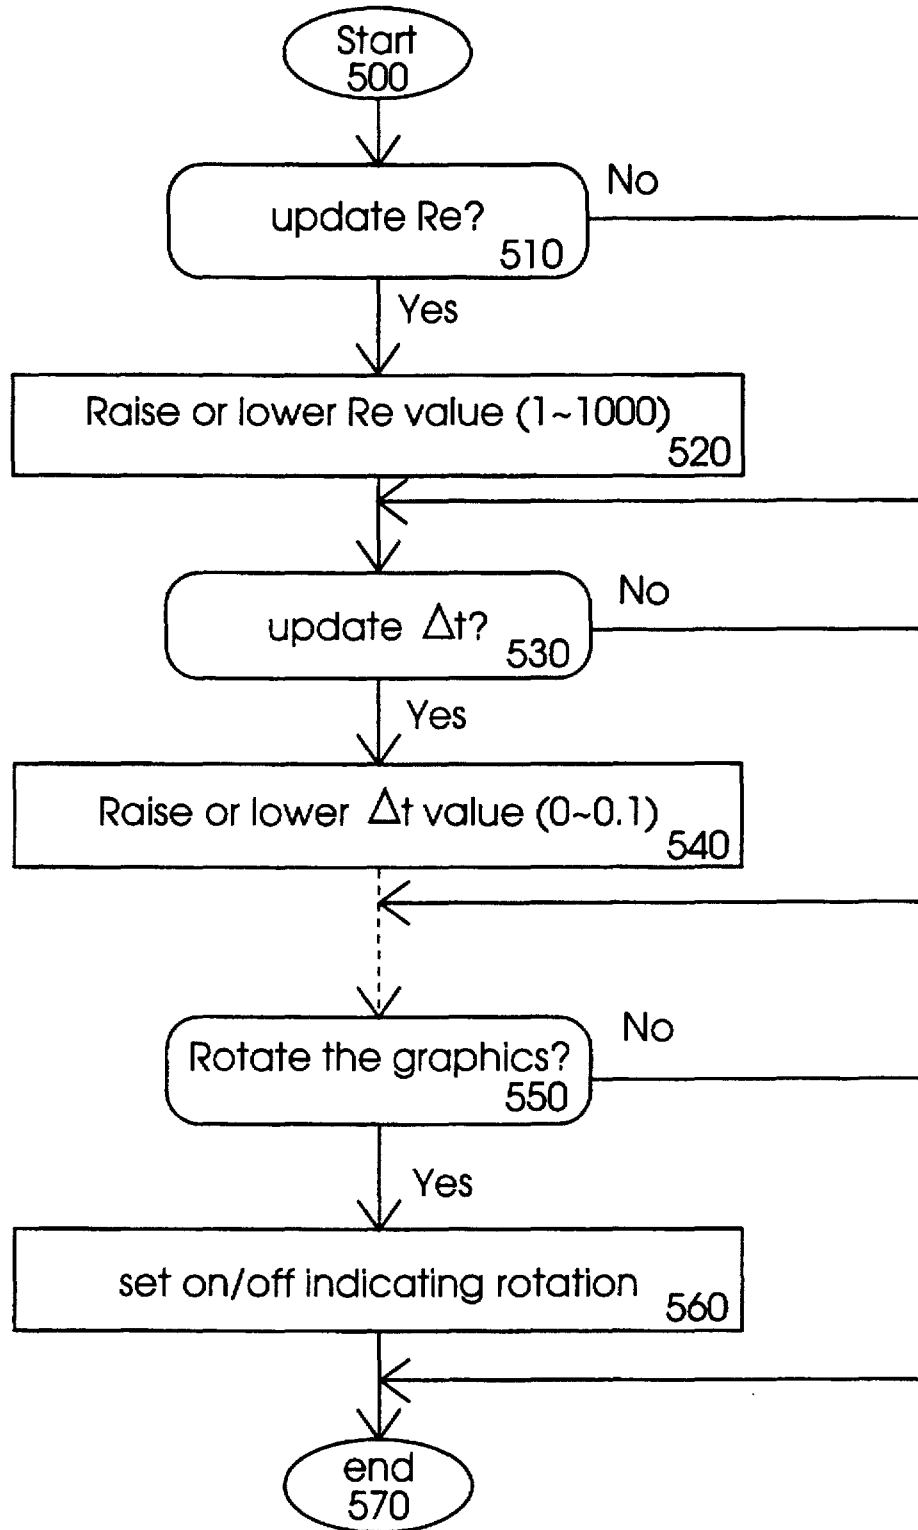 Start
500
No
update Re?
510
Yes
Raise or lower Re value (1~1000)
520
No
update Δt?
530
Yes
Raise or lower Δt value (0~0.1)
540
No
Rotate the graphics?
550
Yes
set on/off indicating rotation
560
end
570